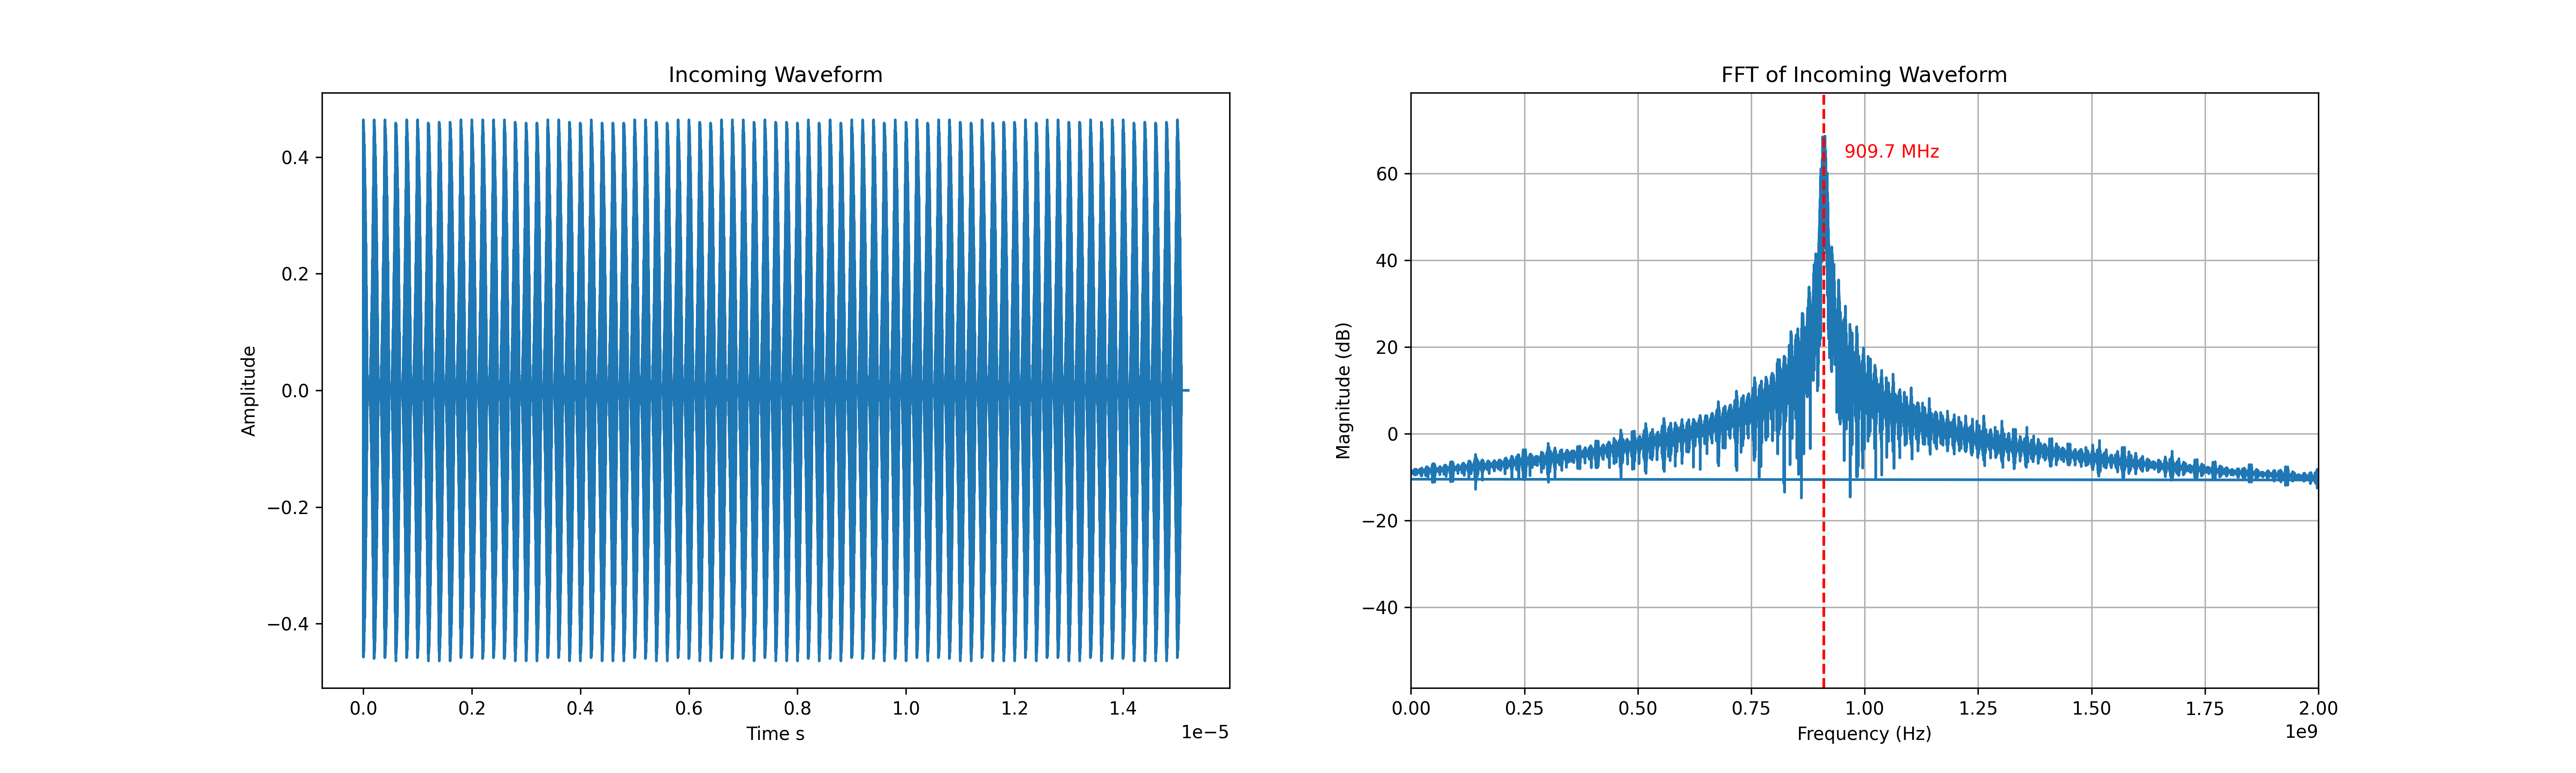 Incoming Waveform
Amplitude
0.4
0.2
0.0
−0.2
−0.4
0.0 0.2 0.4 0.6 0.8 1.0 1.2 1.4
Time s
1e−5
FFT of Incoming Waveform
909.7 MHz
Magnitude (dB)
60
40
20
0
−20
−40
0.00 0.25 0.50 0.75 1.00 1.25 1.50 1.75 2.00
Frequency (Hz)
1e9